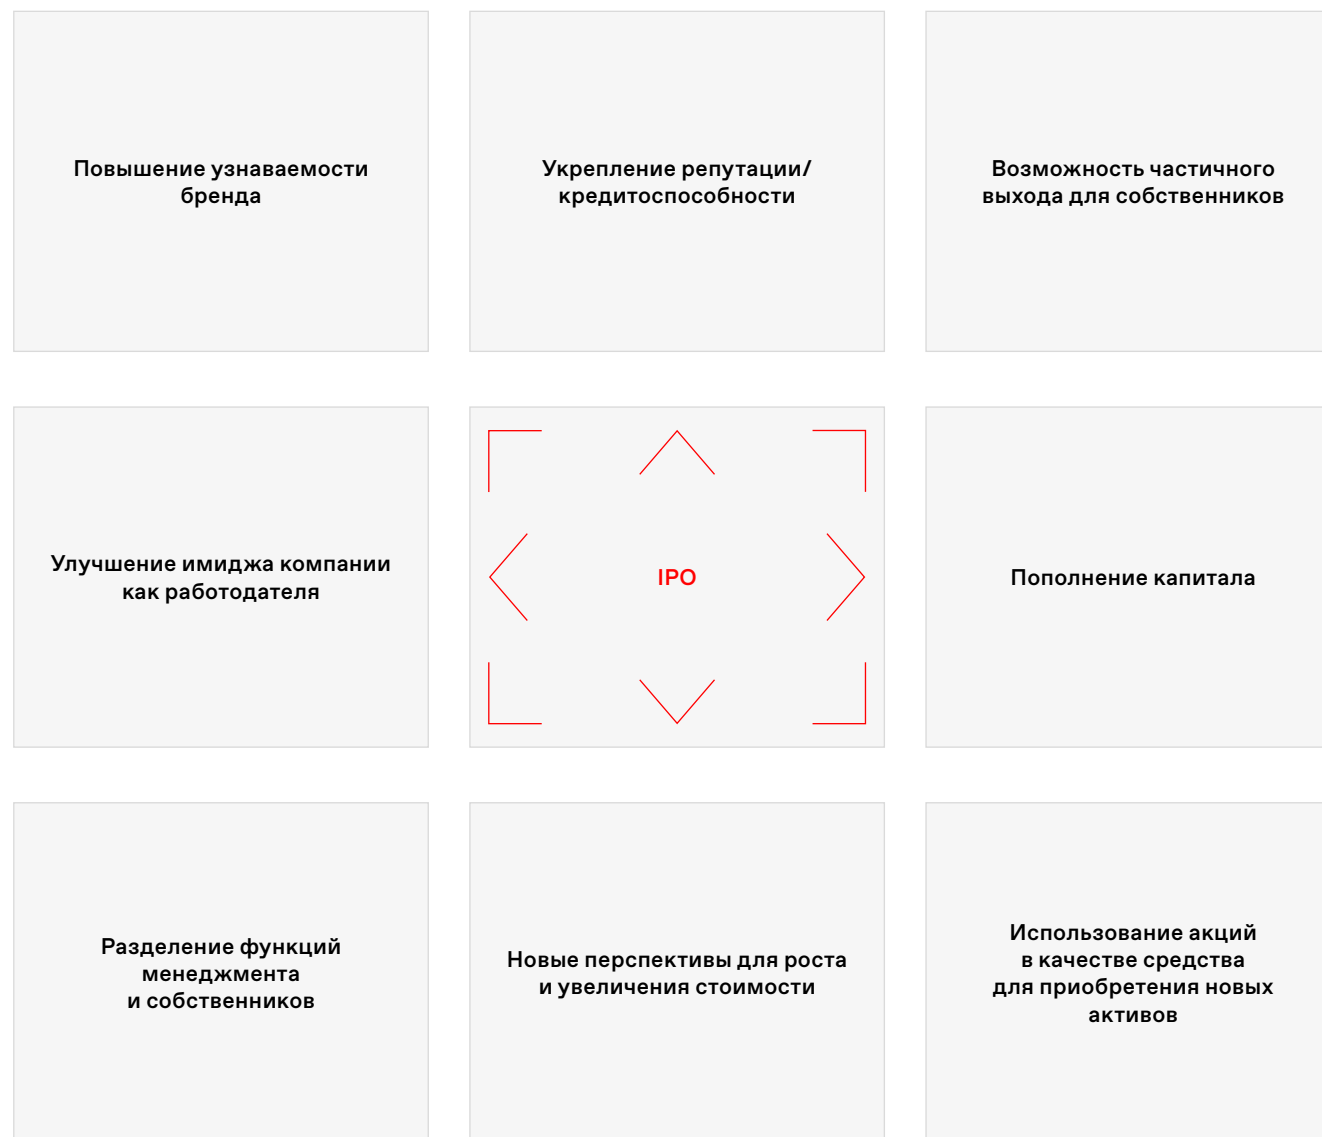 Повышение узнаваемости
бренда
Укрепление репутации/
кредитоспособности
Возможность частичного
выхода для собственников
Улучшение имиджа компании
как работодателя
IPO
Пополнение капитала
Разделение функций
менеджмента
и собственников
Новые перспективы для роста
и увеличения стоимости
Использование акций
в качестве средства
для приобретения новых
активов